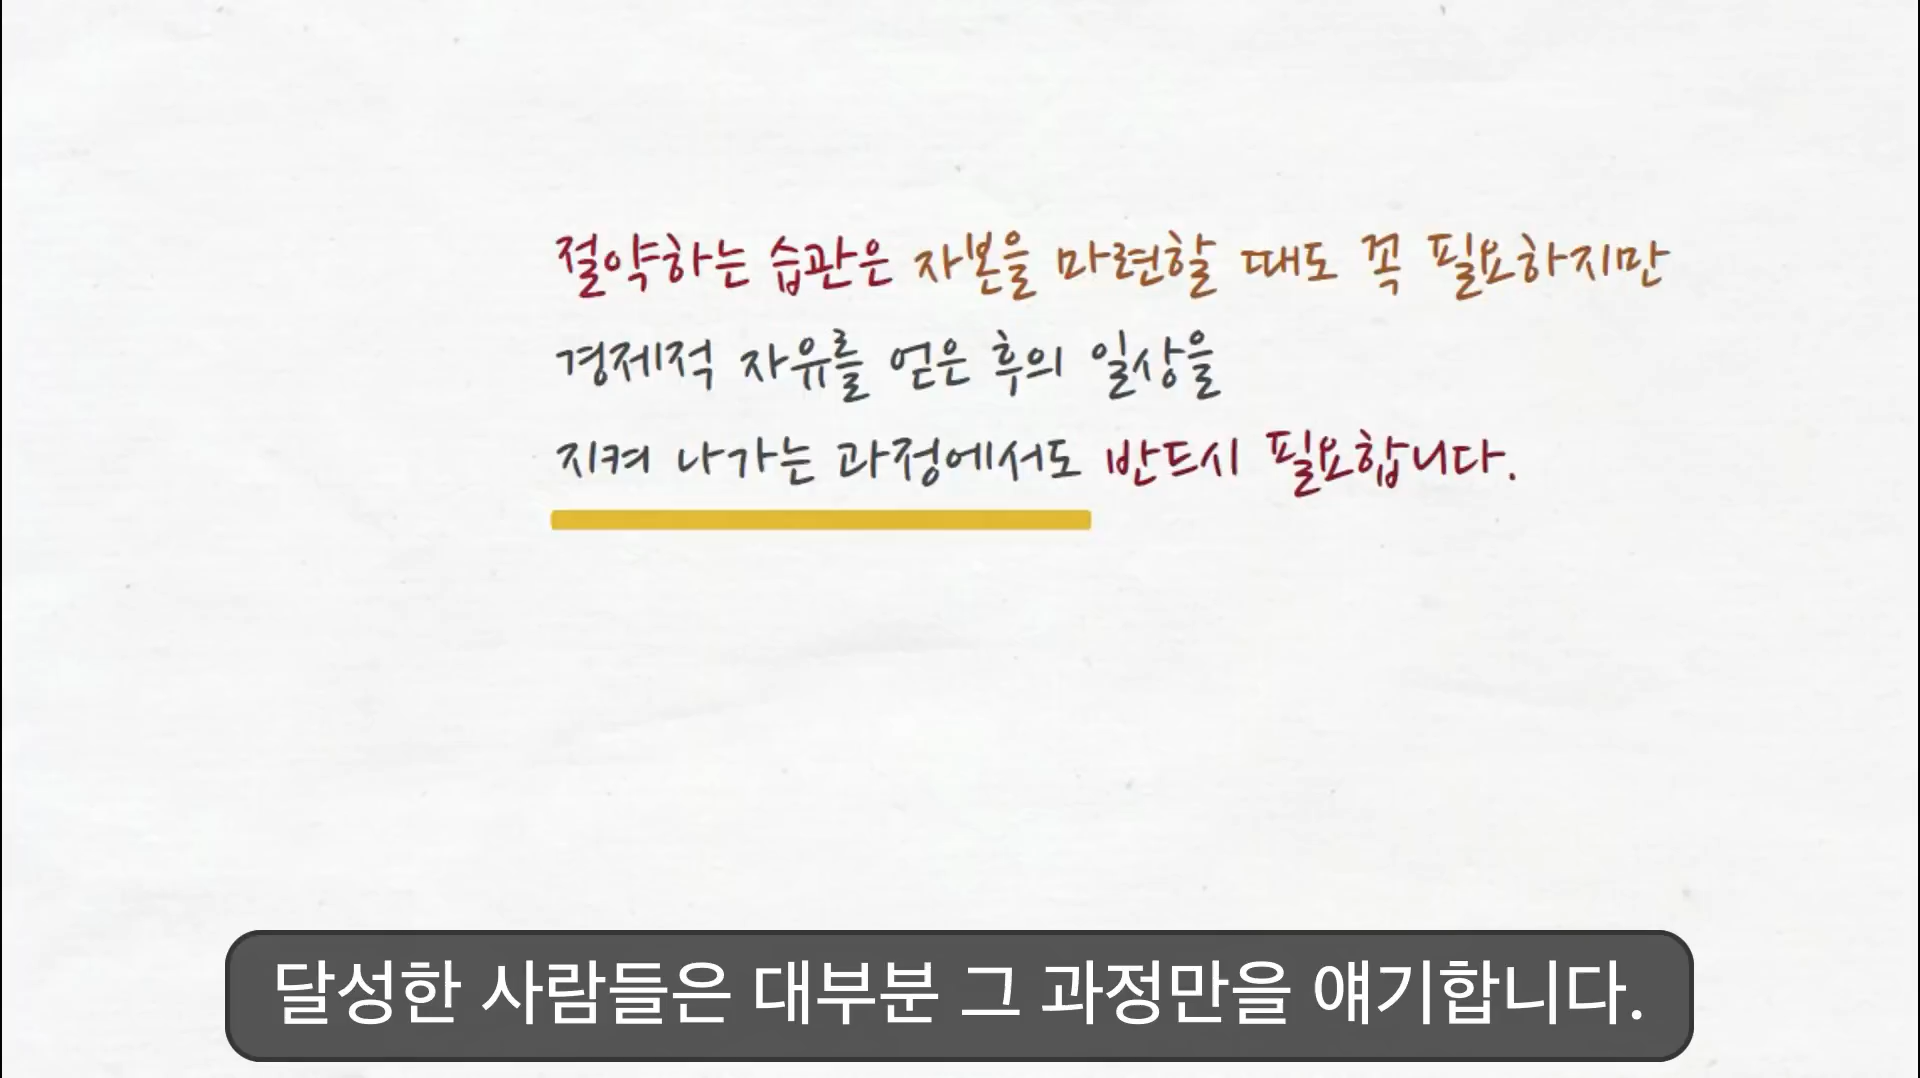 절약하는 습관은 자본을 마련할 때도 꼭 필요하지만
경제적 자유를 얻은 후의 일상을
지켜 나가는 과정에서도 반드시 필요합니다.
달성한 사람들은 대부분 그 과정만을 얘기합니다.